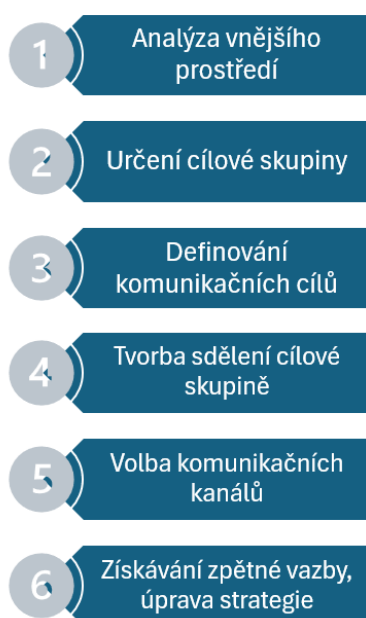 1
Analýza vnějšího
prostředí
2
Určení cílové skupiny
3
Definování
komunikačních cílů
4
Tvorba sdělení cílové
skupině
5
Volba komunikačních
kanálů
6
Získávání zpětné vazby,
úprava strategie